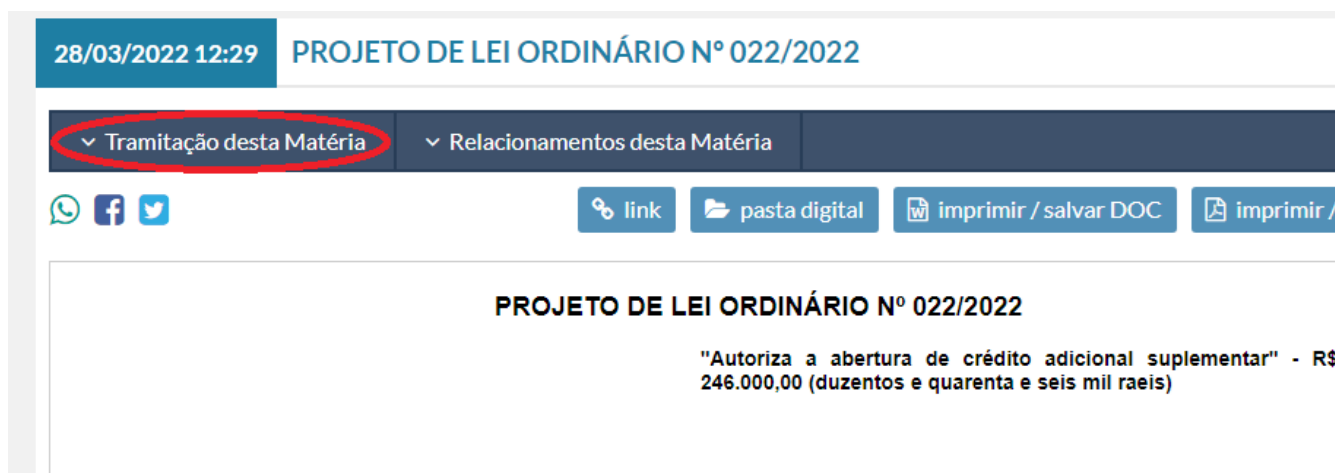 28/03/2022 12:29 PROJETO DE LEI ORDINÁRIO N° 022/2022
Tramitação desta Matéria Relacionamentos desta Matéria
link pasta digital imprimir / salvar DOC imprimir /
PROJETO DE LEI ORDINÁRIO Nº 022/2022
"Autoriza a abertura de crédito adicional suplementar" - R$
246.000,00 (duzentos e quarenta e seis mil raeis)